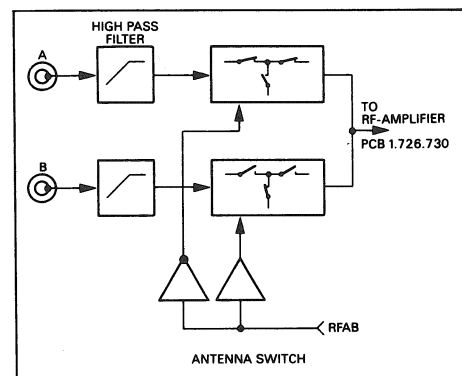 HIGH PASS
FILTER
A
TO
RF-AMPLIFIER
PCB 1.726.730
B
RFAB
ANTENNA SWITCH